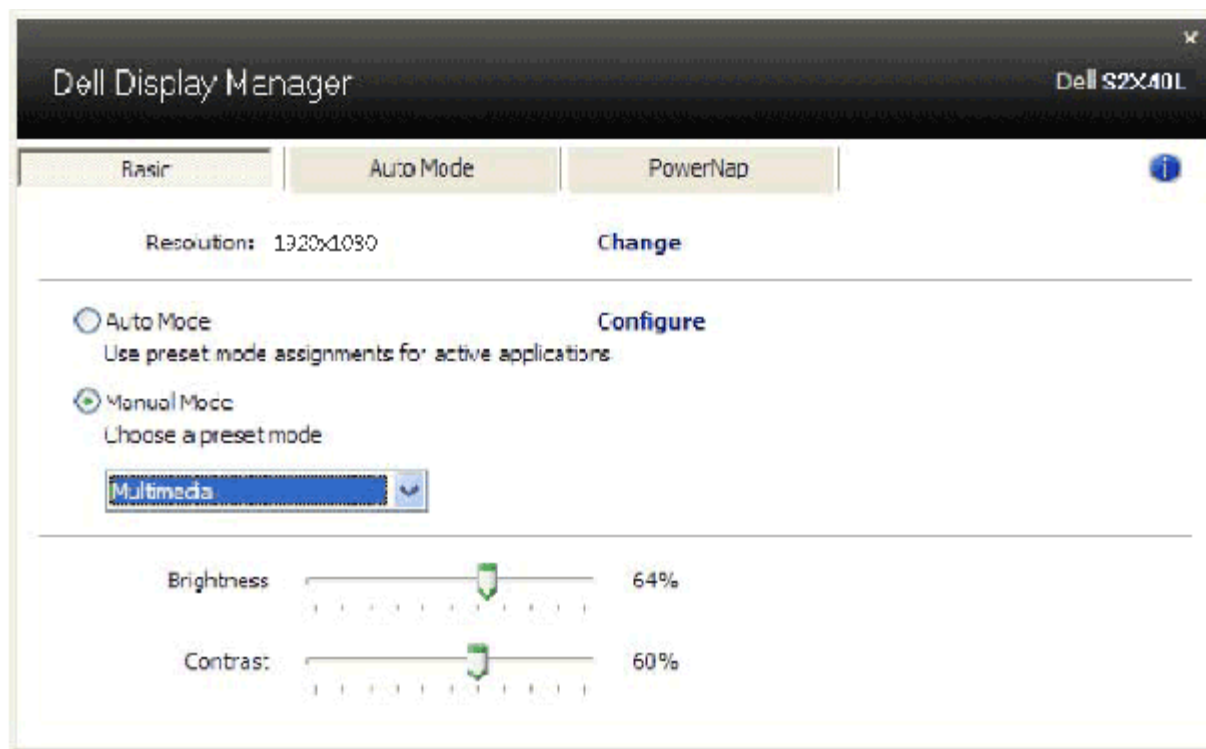 Dell Display Manager
Dell S2X40L
Basic
Auto Mode
PowerNap
Resolution: 1920x1080
Change
Auto Mode
Configure
Use preset mode assignments for active applications
Manual Mode
Choose a preset mode
Multimedia
Brightness
64%
Contrast
60%